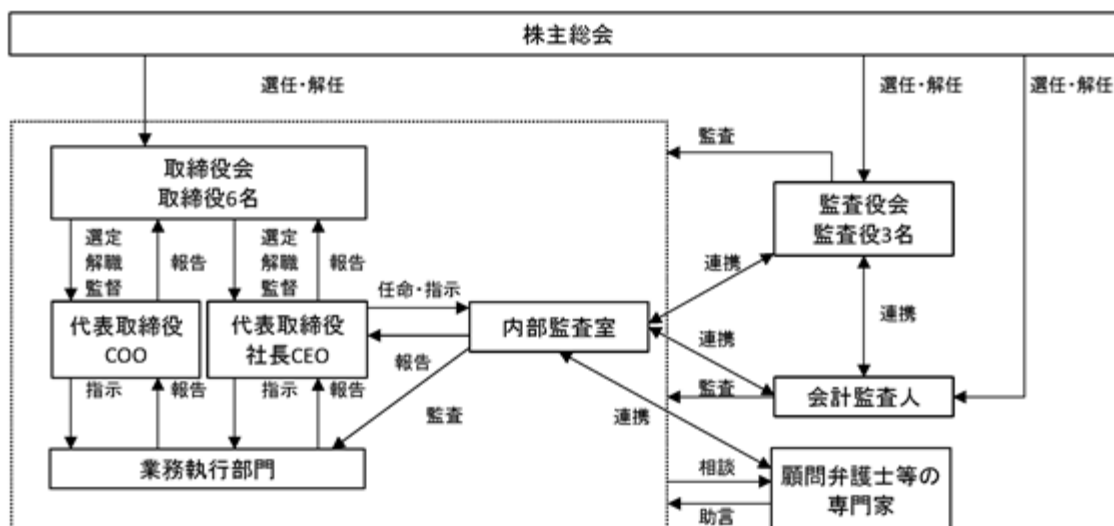 株主総会
選任・解任
選任・解任
選任・解任
監査
取締役会
取締役6名
監査役会
監査役3名
選定
解職
監督
報告
選定
解職
監督
報告
連携
任命・指示
代表取締役
COO
代表取締役
社長CEO
内部監査室
連携
連携
報告
指示
報告
指示
報告
監査
会計監査人
監査
連携
業務執行部門
相談
顧問弁護士等の
専門家
助言